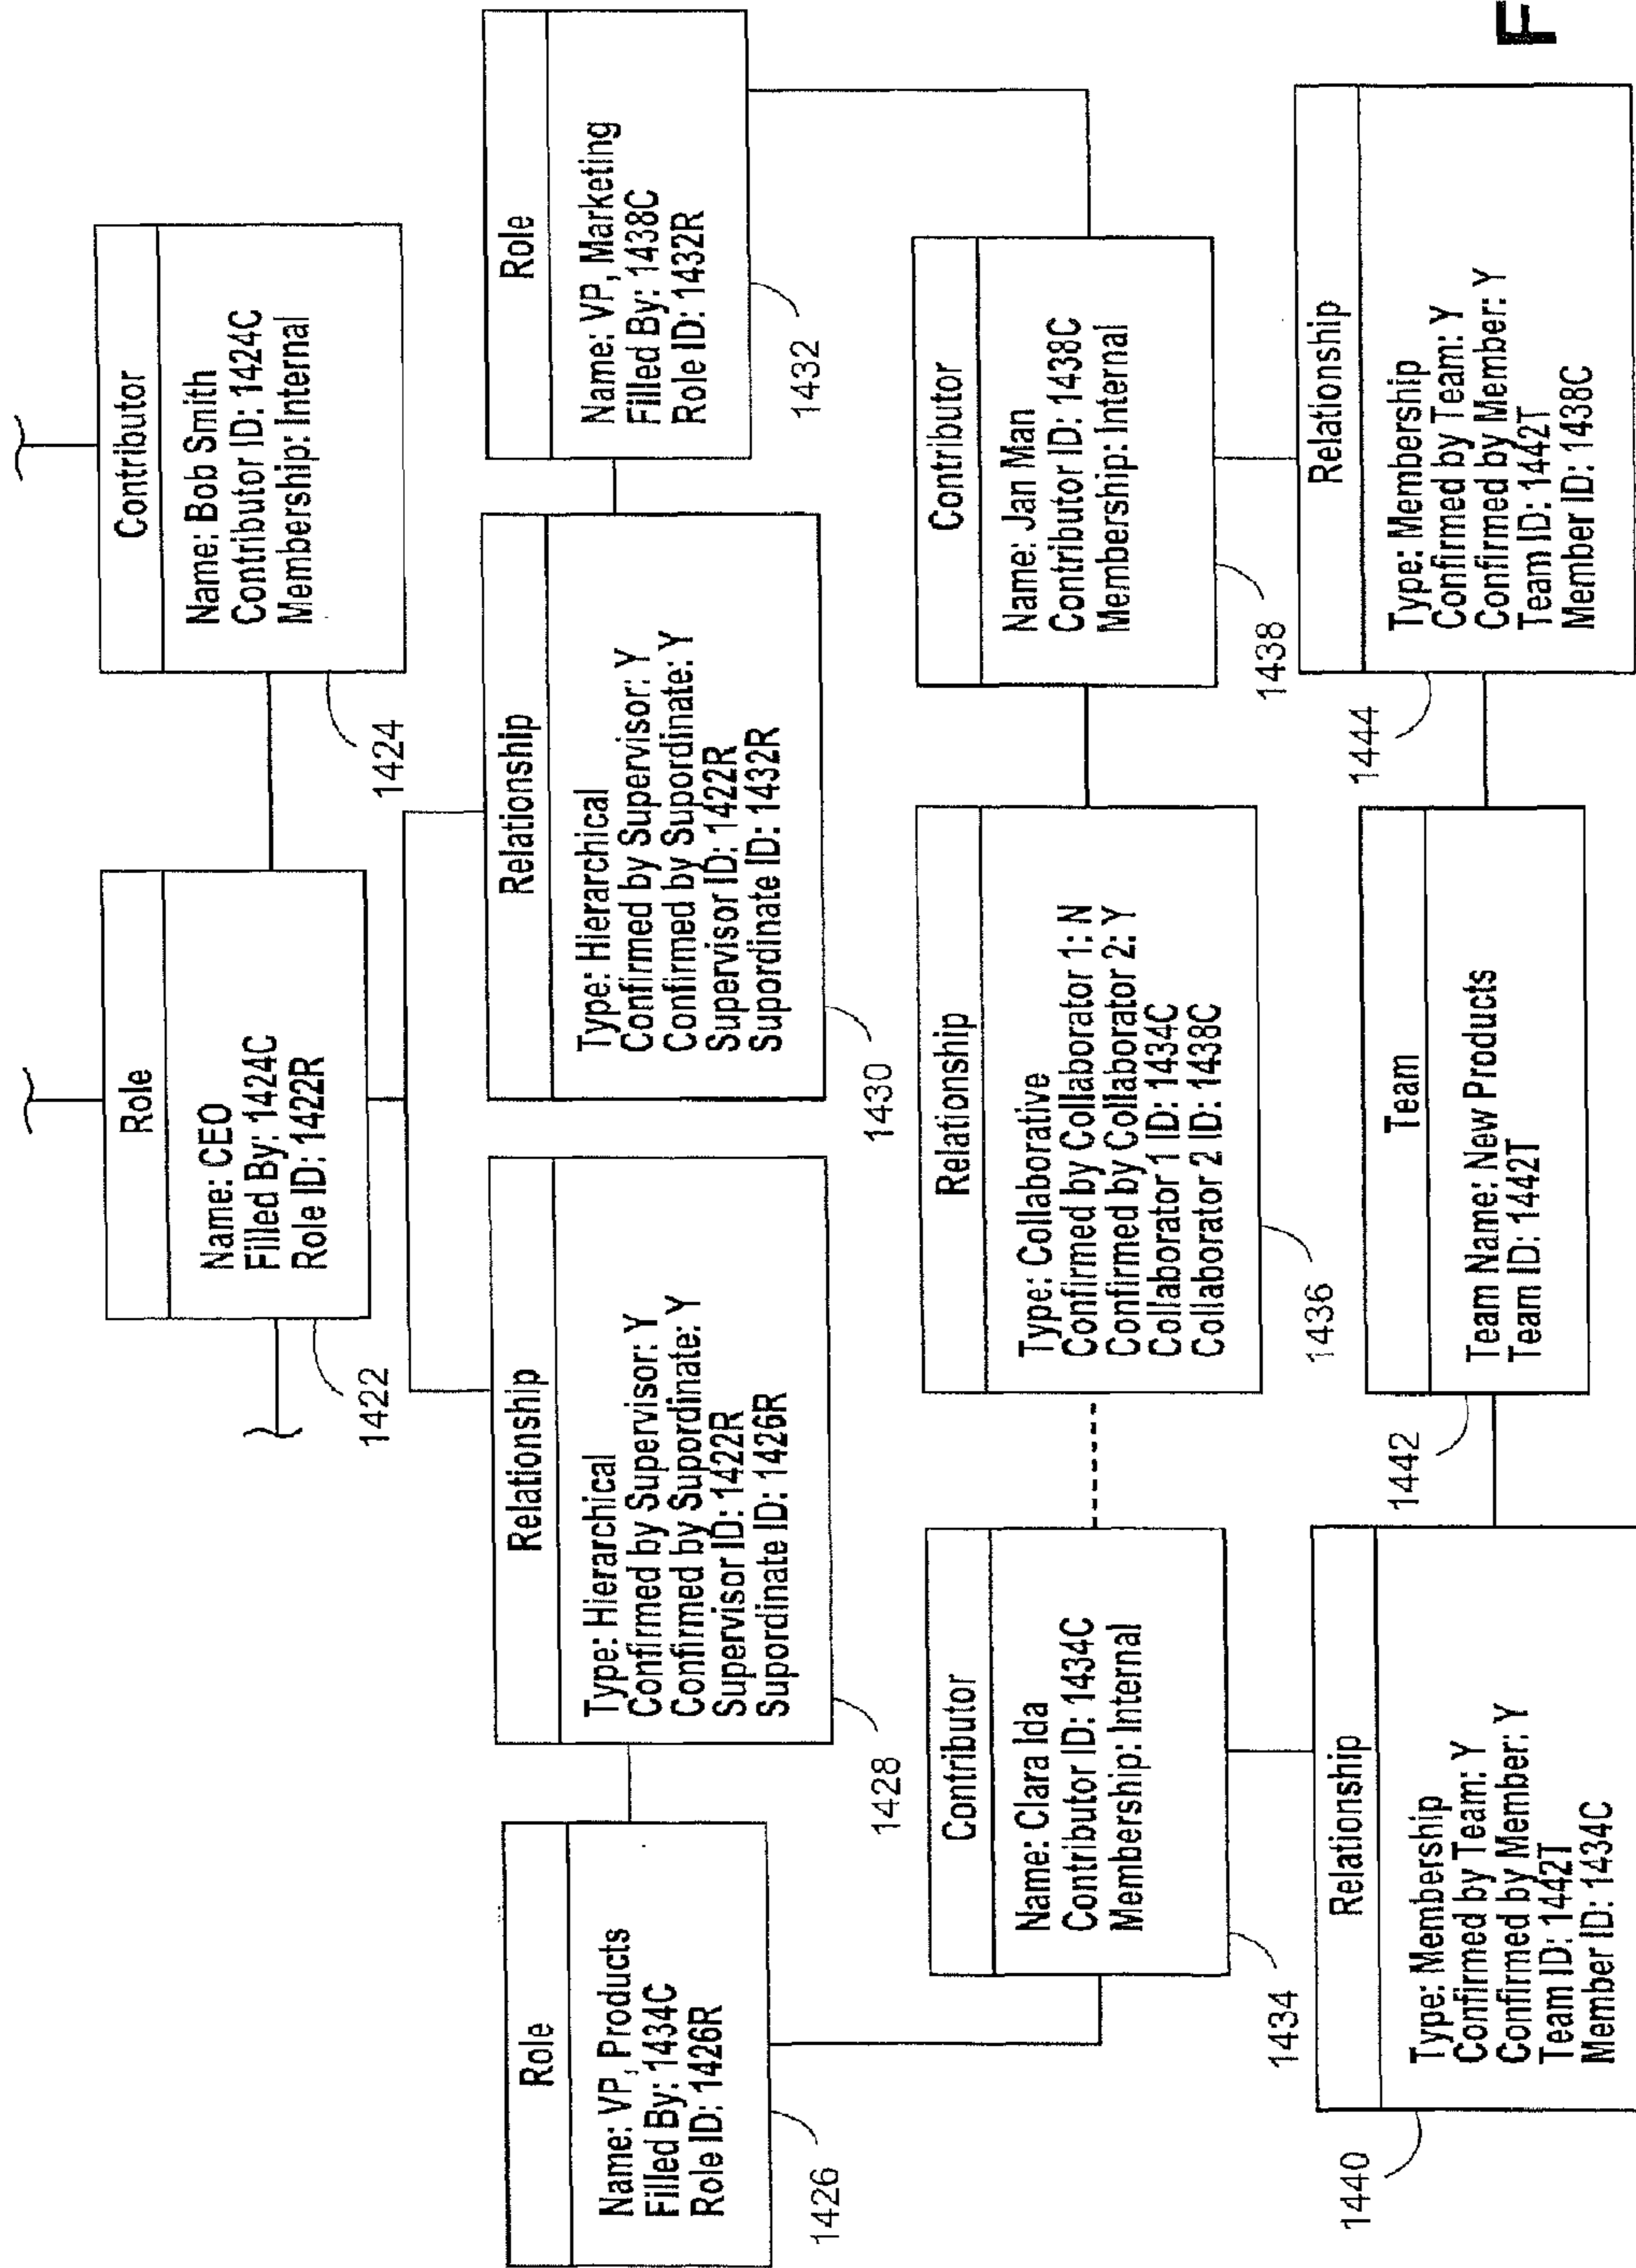 Role
Name: CEO
Filled By: 1424C
Role ID: 1422R
1422
Contributor
Name: Bob Smith
Contributor ID: 1424C
Membership: Internal
1424
Role
Name: VP, Products
Filled By: 1434C
Role ID: 1426R
1426
Relationship
Type: Hierarchical
Confirmed by Supervisor: Y
Confirmed by Supordinate: Y
Supervisor ID: 1422R
Supordinate ID: 1426R
1428
Relationship
Type: Hierarchical
Confirmed by Supervisor: Y
Confirmed by Supordinate: Y
Supervisor ID: 1422R
Supordinate ID: 1432R
1430
Role
Name: VP, Marketing
Filled By: 1438C
Role ID: 1432R
1432
Contributor
Name: Clara Ida
Contributor ID: 1434C
Membership: Internal
1434
Relationship
Type: Collaborative
Confirmed by Collaborator 1: N
Confirmed by Collaborator 2: Y
Collaborator 1 ID: 1434C
Collaborator 2 ID: 1438C
1436
Contributor
Name: Jan Man
Contributor ID: 1438C
Membership: Internal
1438
Relationship
Type: Membership
Confirmed by Team: Y
Confirmed by Member: Y
Team ID: 1442T
Member ID: 1434C
1440
Team
Team Name: New Products
Team ID: 1442T
1442
Relationship
Type: Membership
Confirmed by Team: Y
Confirmed by Member: Y
Team ID: 1442T
Member ID: 1438C
1444
F